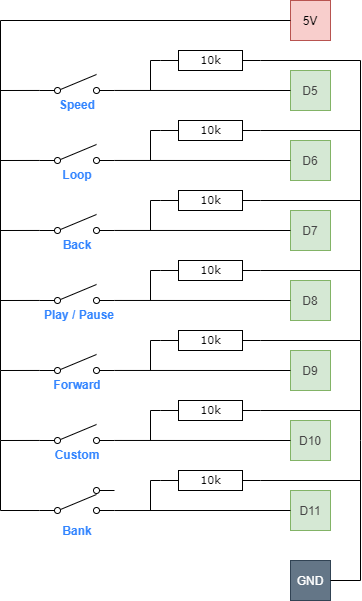 5V
10k
D5
Speed
10k
D6
Loop
10k
D7
Back
10k
D8
Play / Pause
10k
D9
Forward
10k
D10
Custom
10k
D11
Bank
GND